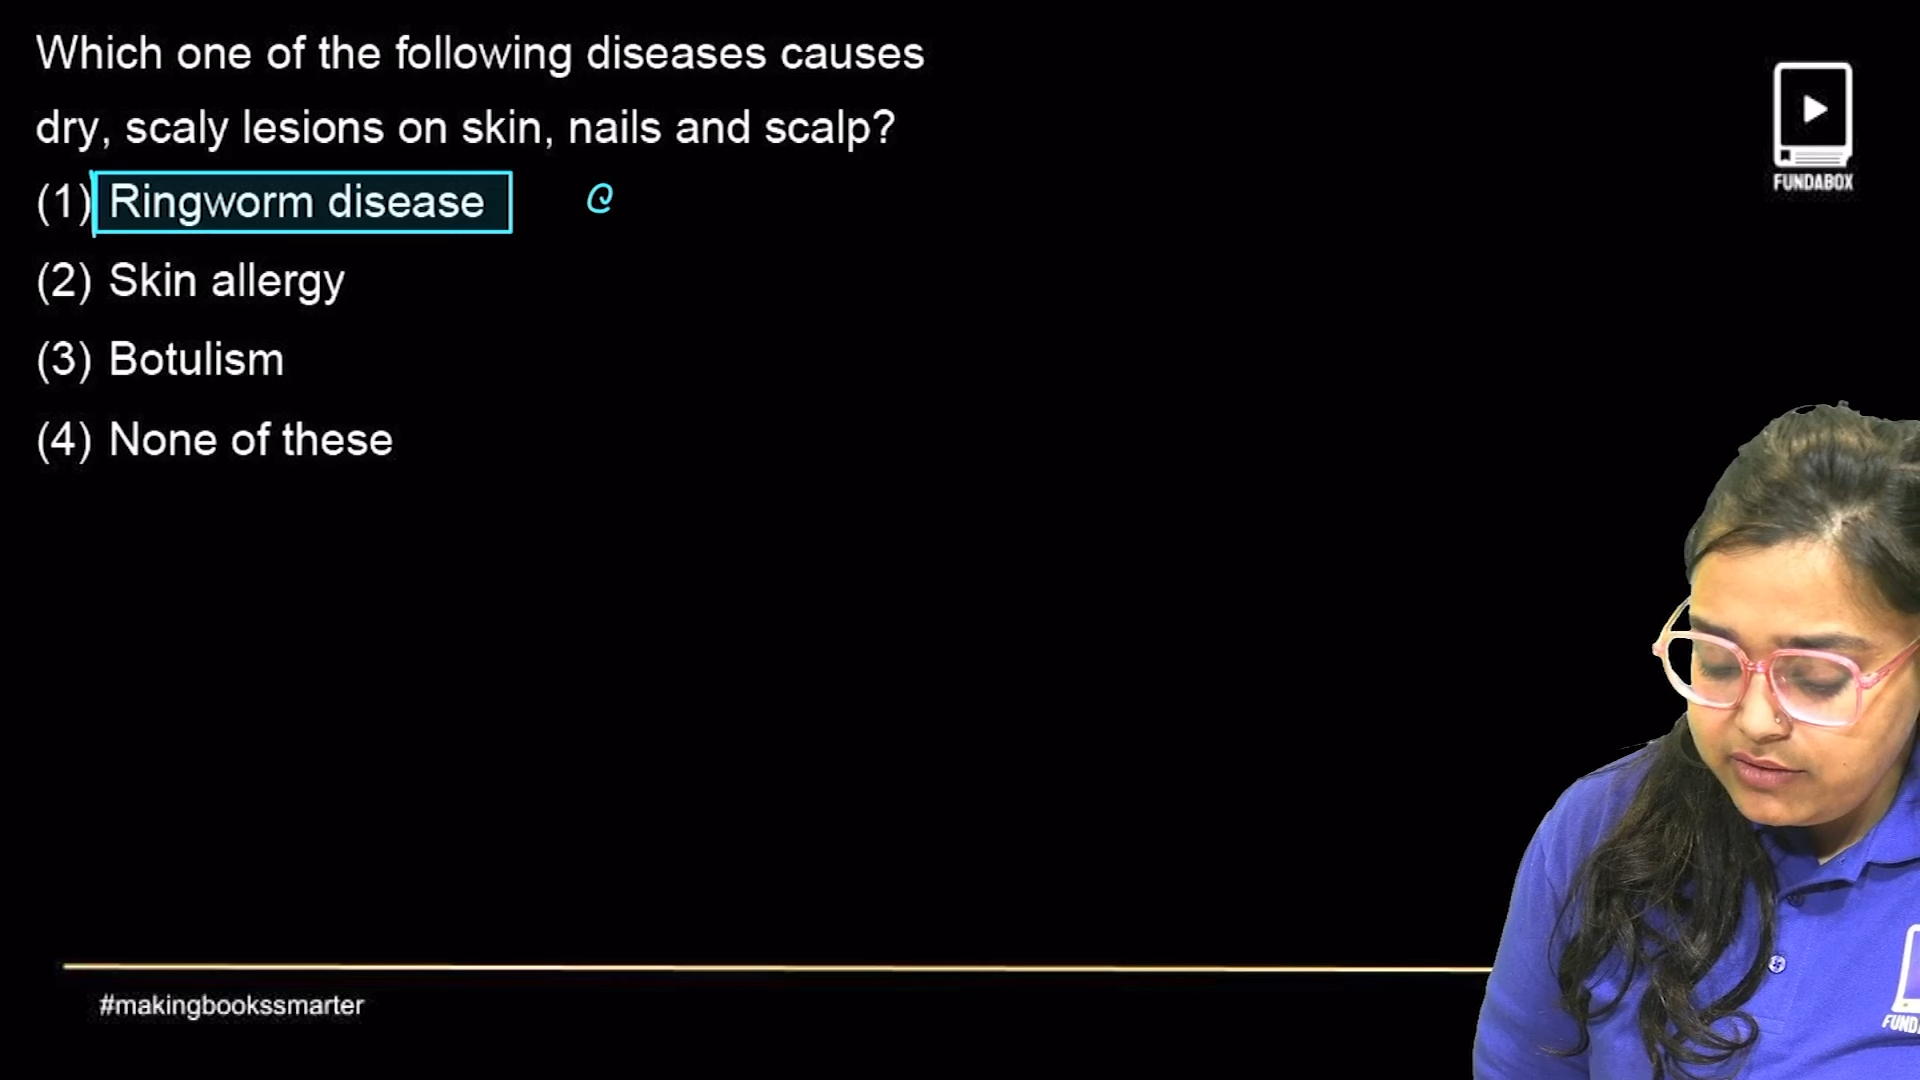 Which one of the following diseases causes
dry, scaly lesions on skin, nails and scalp?
(1) Ringworm disease
(2) Skin allergy
(3) Botulism
(4) None of these
FUNDABOX
#makingbookssmarter